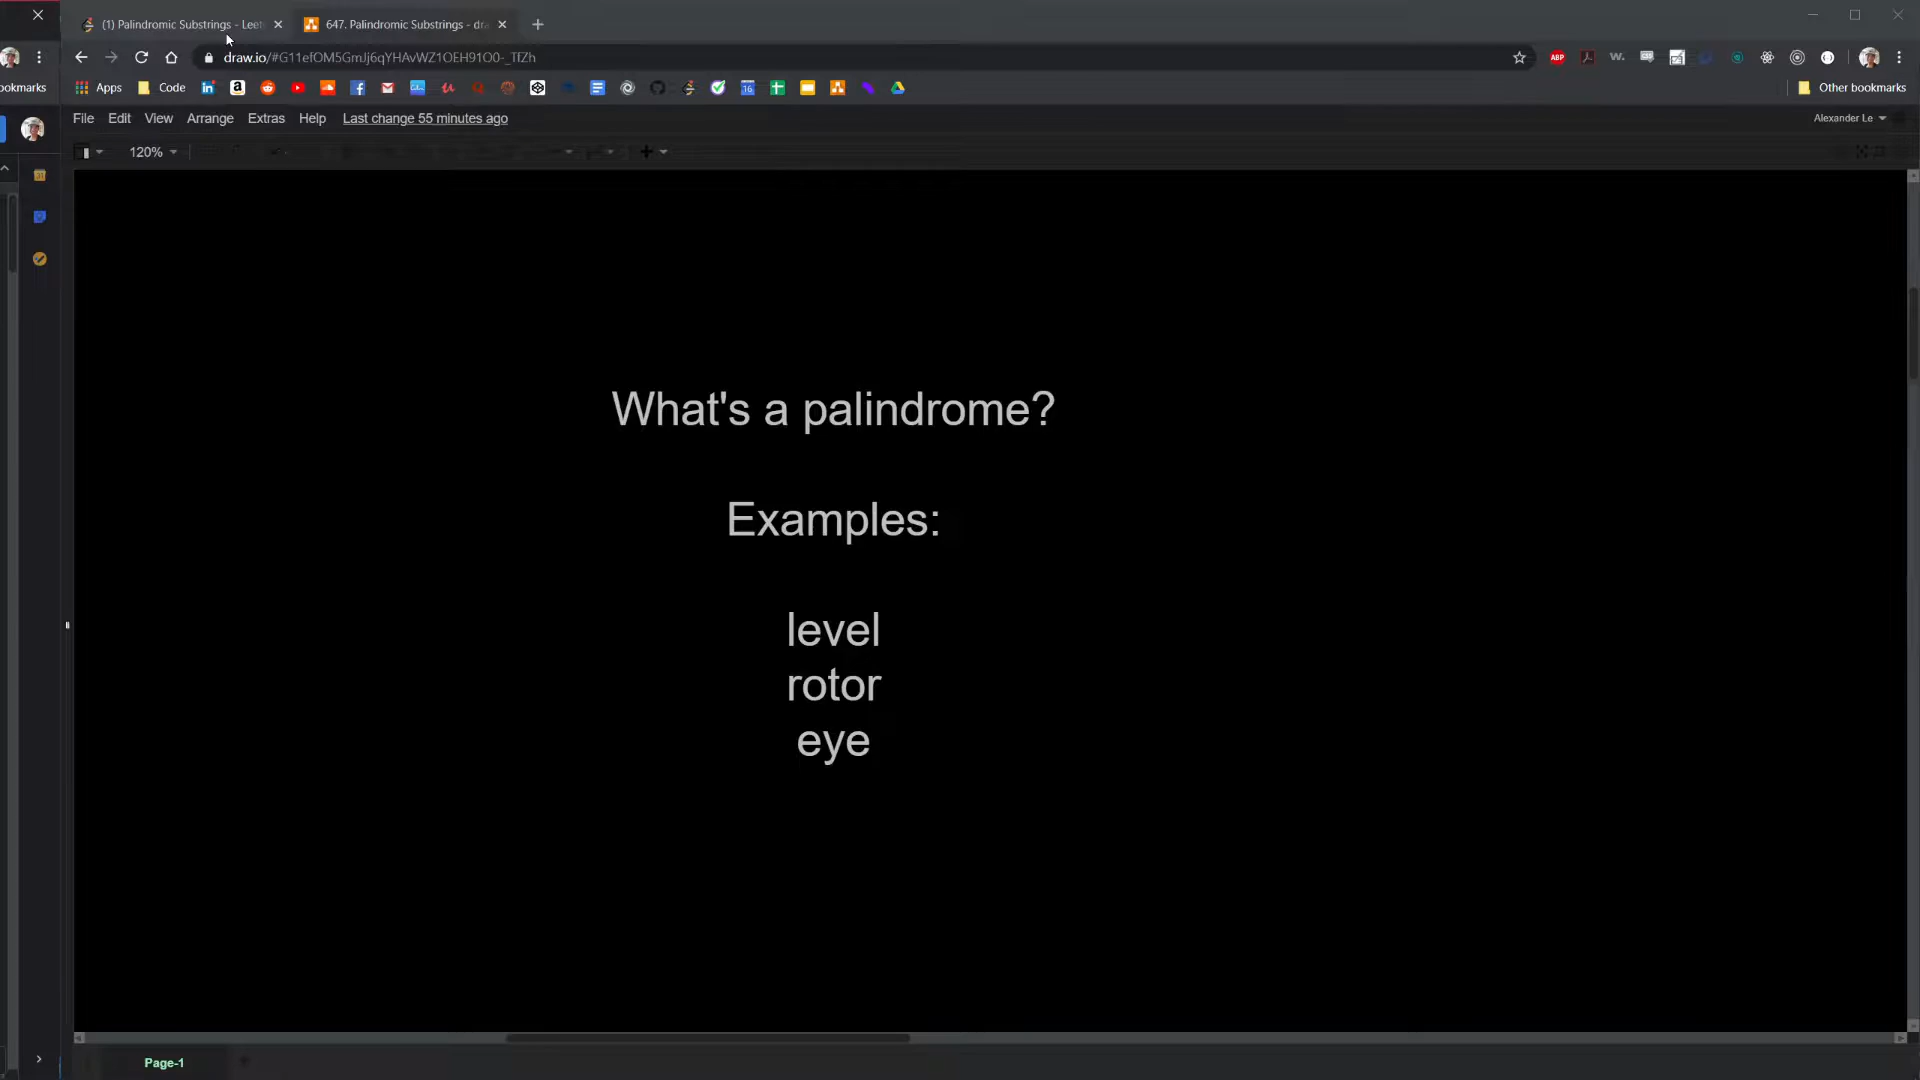 (1) Palindromic Substrings - Leet
647. Palindromic Substrings - dra
draw.io/#G11efOM5GmJj6qYHAvWZ1OEH91O0-_TfZh
ABP
ookmarks
Apps
Code
Other bookmarks
File Edit View Arrange Extras Help Last change 55 minutes ago
Alexander Le
120%
What's a palindrome?
Examples:
level
rotor
eye
Page-1